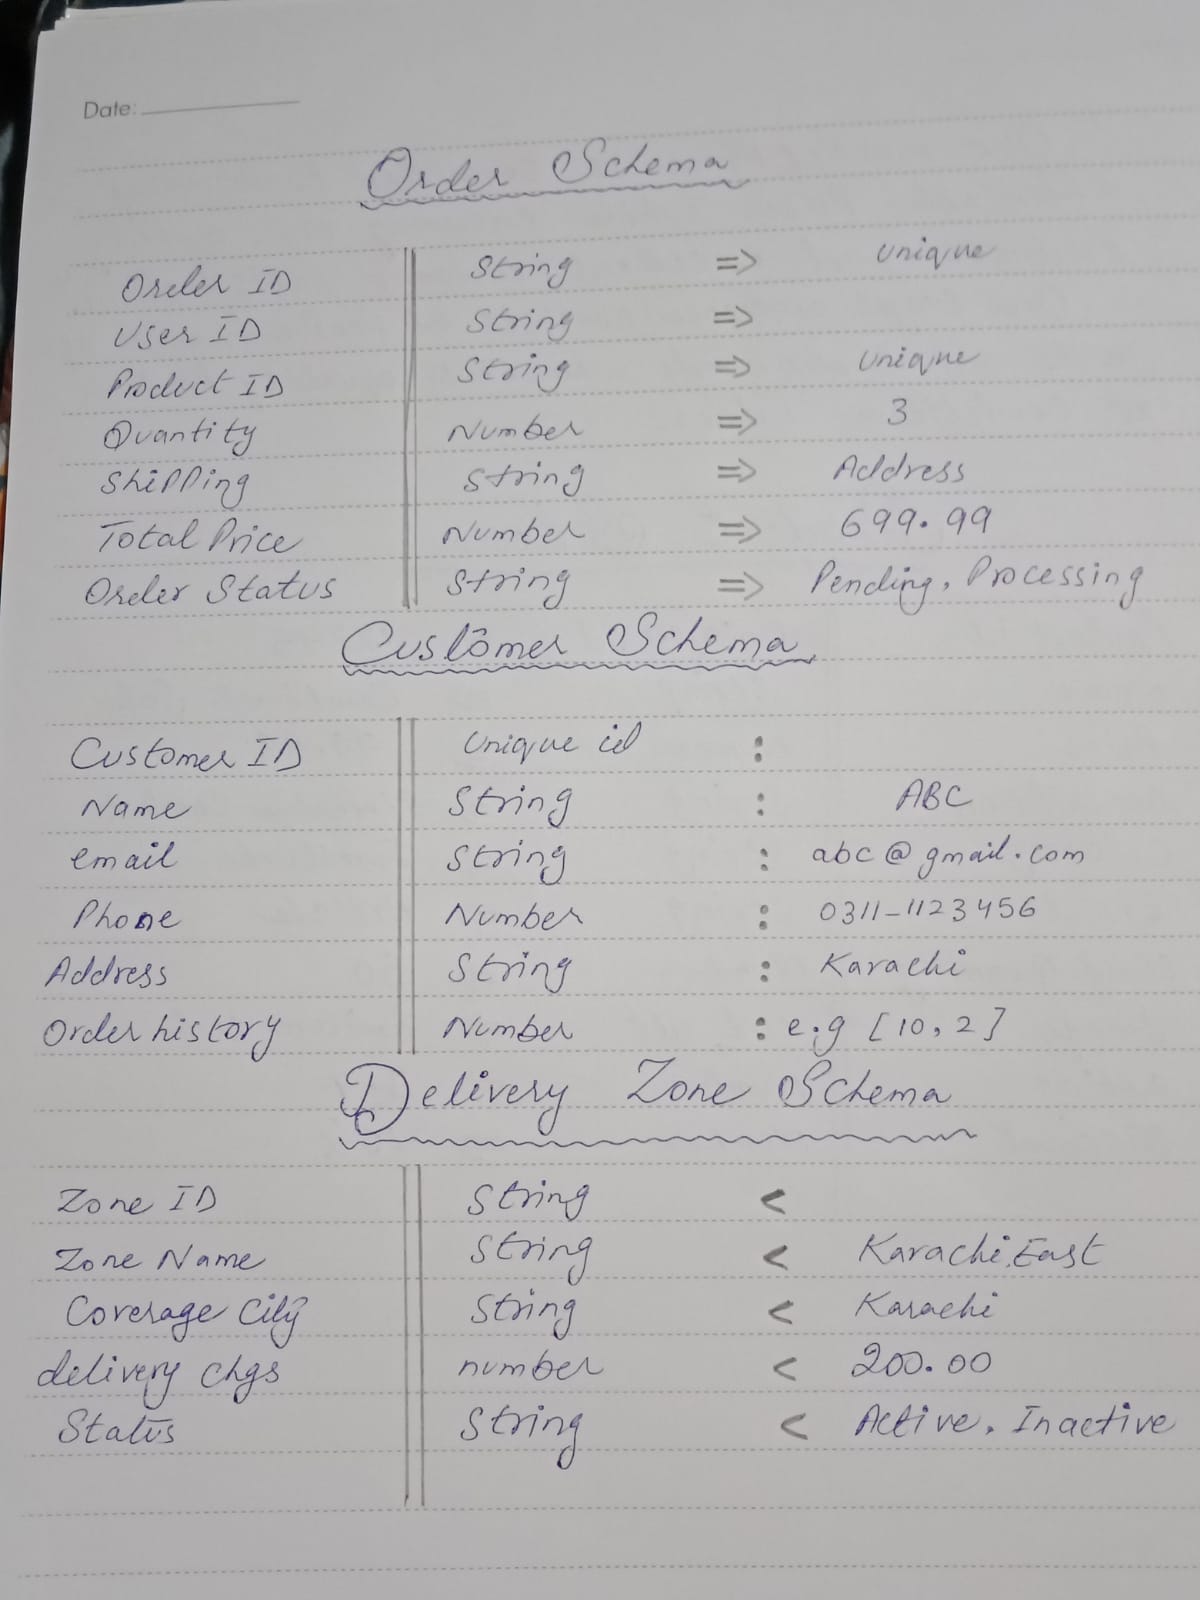 Date:
Order Schema
Order ID String => unique
User ID String =>
Product ID String => unique
Quantity Number => 3
Shipping String => Address
Total Price Number => 699.99
Order Status String => Pending, Processing
Customer Schema
Customer ID Unique id :
Name String : ABC
email String : abc@gmail.com
Phone Number : 0311-1123456
Address String : Karachi
Order history Number : e.g [10, 2]
Delivery Zone Schema
Zone ID String <
Zone Name String < Karachi, East
Coverage City String < Karachi
delivery chgs number < 200.00
Status String < Active, Inactive